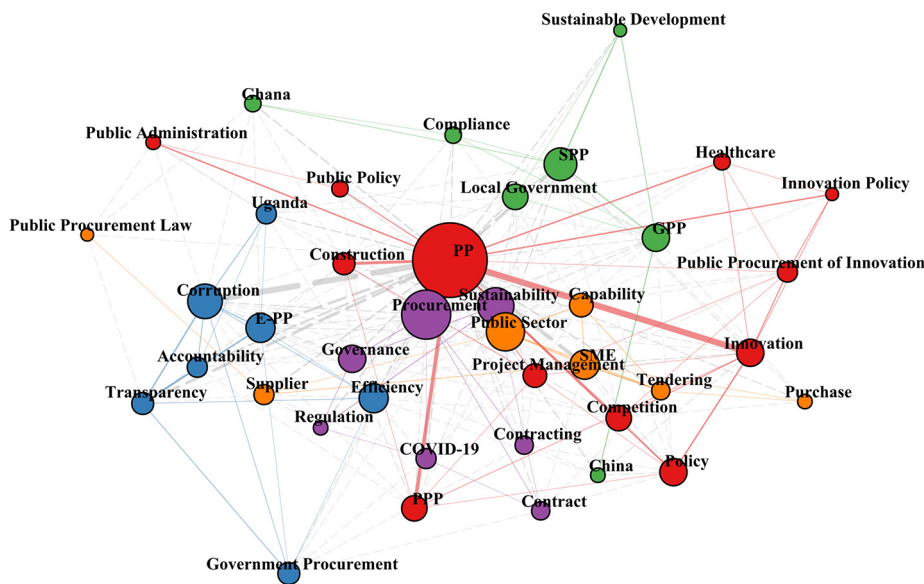 Sustainable Development
Ghana
Compliance
Public Administration
SPP
Healthcare
Public Policy
Local Government
Innovation Policy
Uganda
Public Procurement Law
GPP
Construction
PP
Public Procurement of Innovation
Corruption
Procurement
Sustainability
Capability
E-PP
Public Sector
Innovation
Accountability
Governance
Project Management
SME
Transparency
Supplier
Efficiency
Tendering
Purchase
Regulation
Competition
COVID-19
Contracting
China
Policy
PPP
Contract
Government Procurement